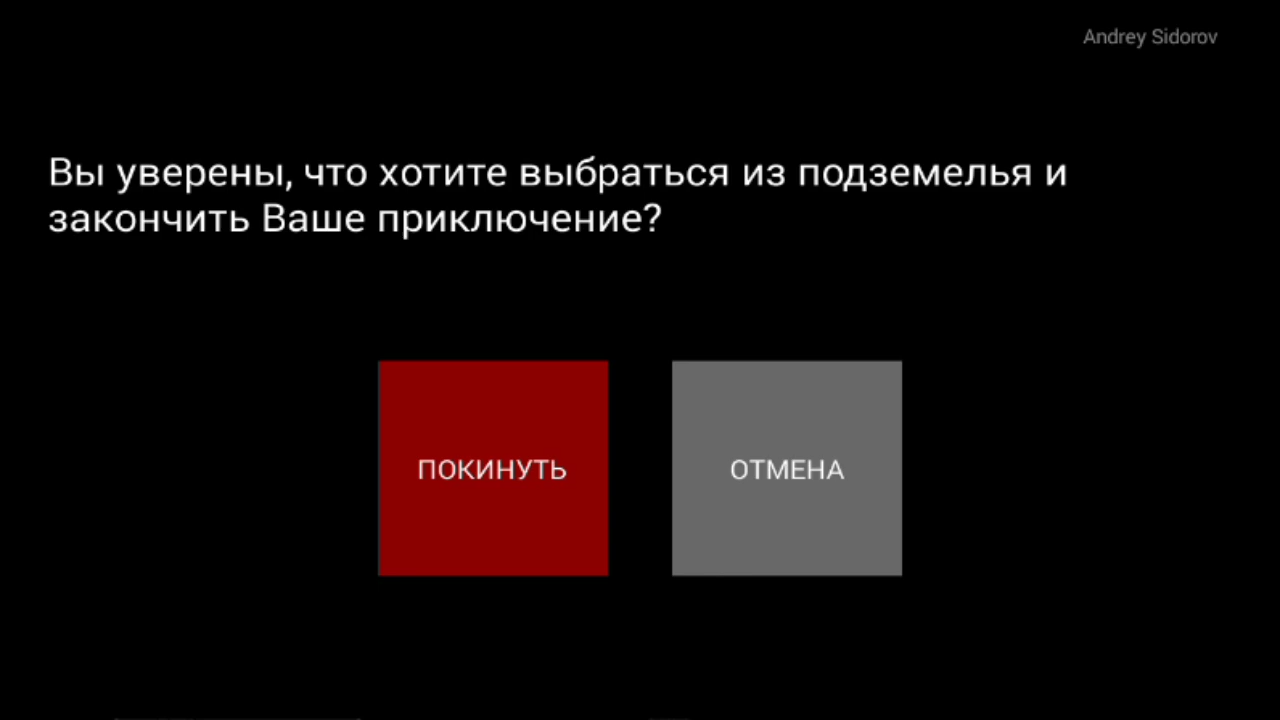 Andrey Sidorov
Вы уверены, что хотите выбраться из подземелья и
закончить Ваше приключение?
ПОКИНУТЬ
ОТМЕНА